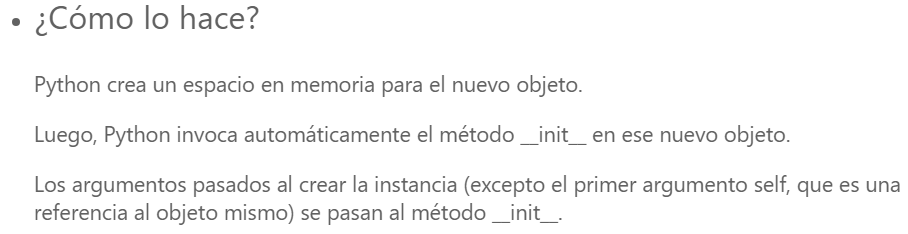 • ¿Cómo lo hace?
Python crea un espacio en memoria para el nuevo objeto.
Luego, Python invoca automáticamente el método __init__ en ese nuevo objeto.
Los argumentos pasados al crear la instancia (excepto el primer argumento self, que es una
referencia al objeto mismo) se pasan al método __init__.